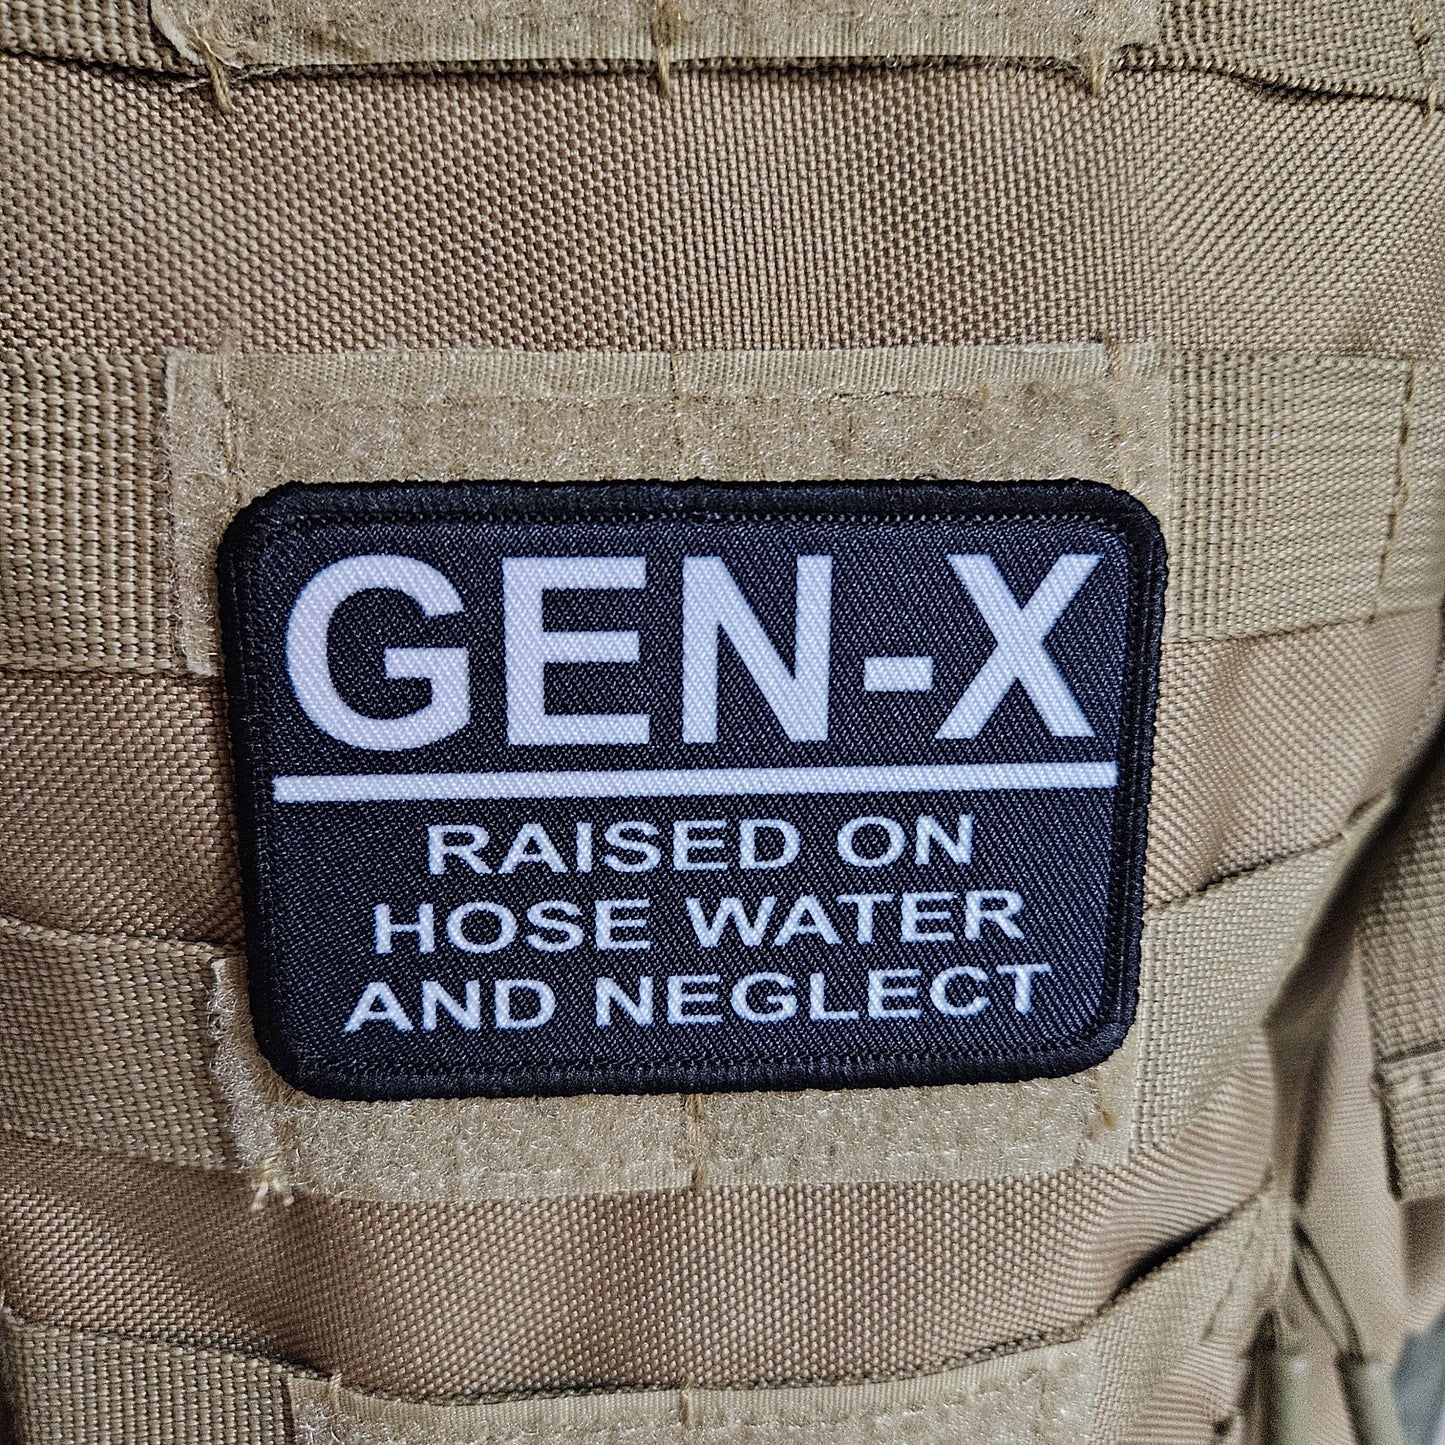 GEN-X
RAISED ON
HOSE WATER
AND NEGLECT